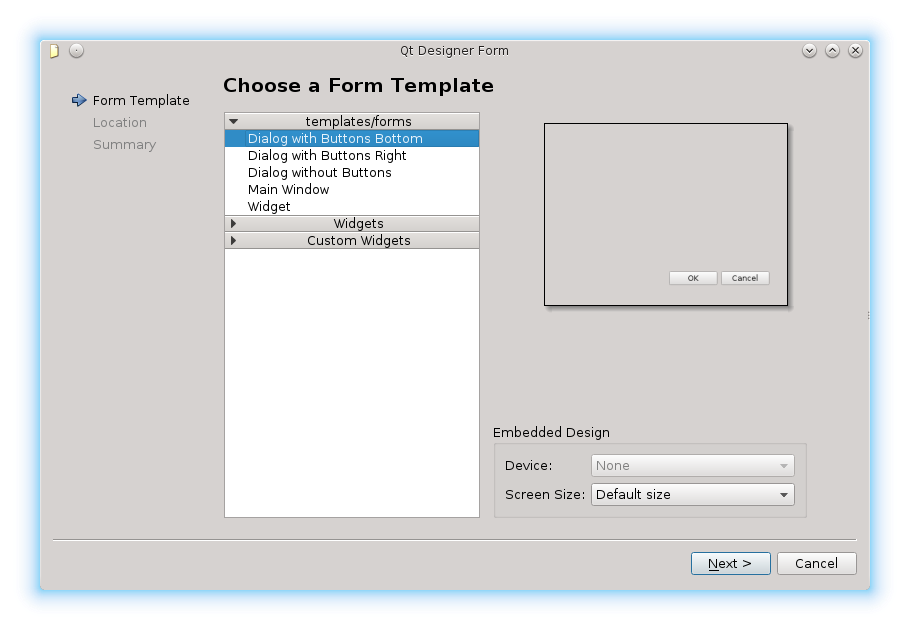 Qt Designer Form
Form Template
Location
Summary
Choose a Form Template
templates/forms
Dialog with Buttons Bottom
Dialog with Buttons Right
Dialog without Buttons
Main Window
Widget
Widgets
Custom Widgets
OK Cancel
Embedded Design
Device: None
Screen Size: Default size
Next > Cancel